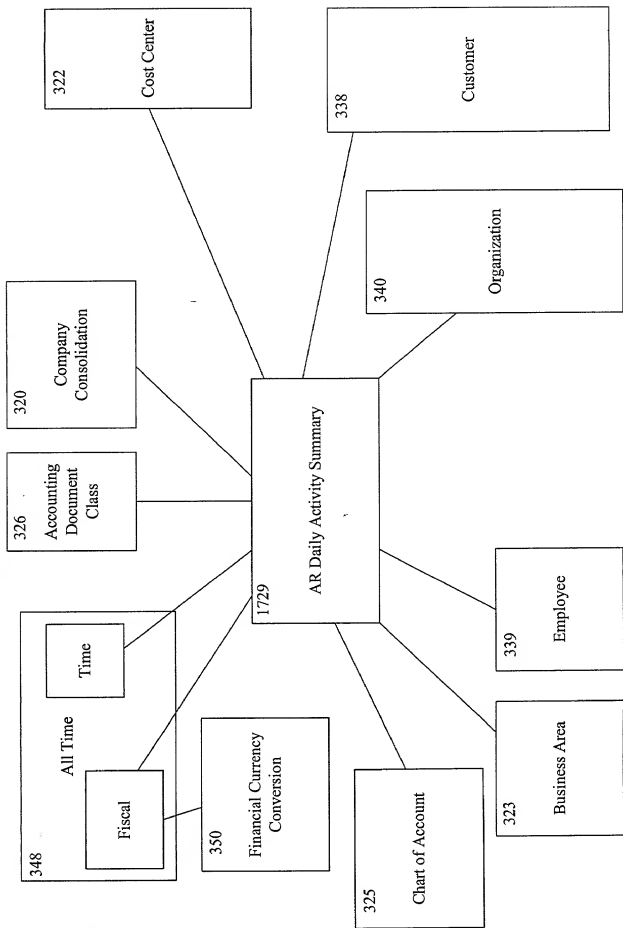 348
All Time
Fiscal
Time
326
Accounting
Document
Class
320
Company
Consolidation
322
Cost Center
350
Financial Currency
Conversion
1729
AR Daily Activity Summary
338
Customer
325
Chart of Account
323
Business Area
339
Employee
340
Organization